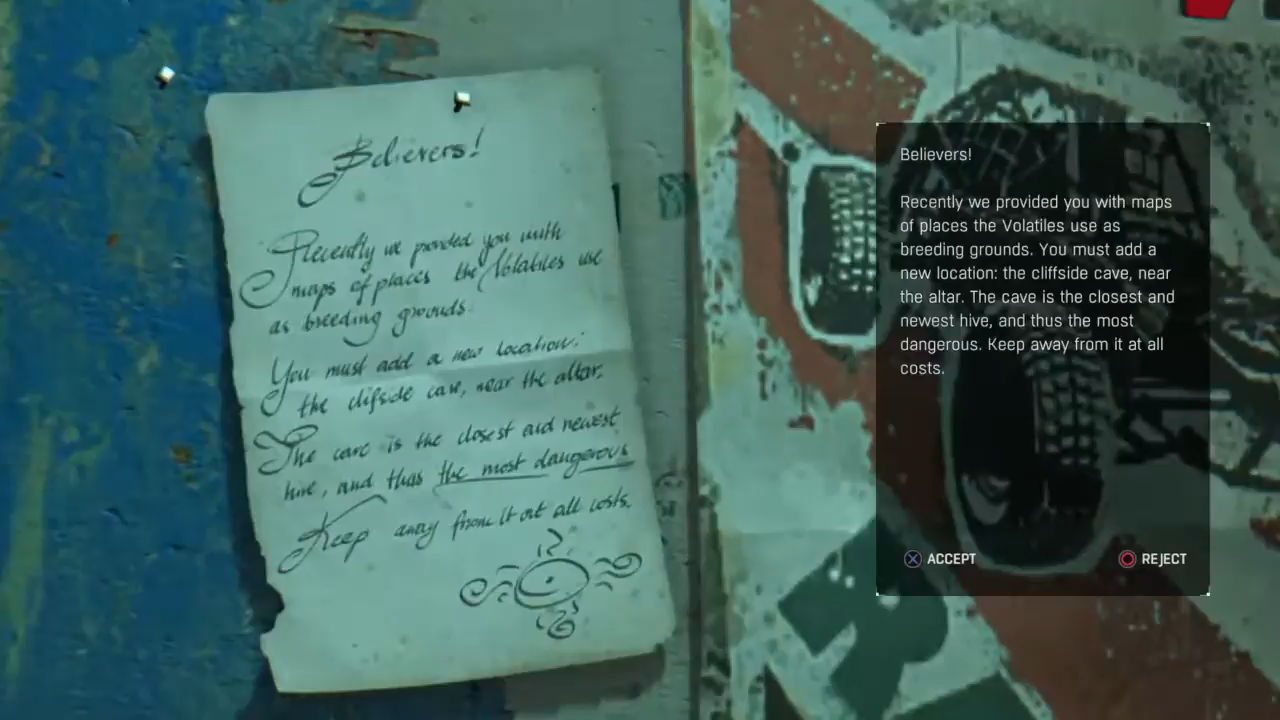 Believers!
Recently we provided you with
maps of places the Volatiles use
as breeding grounds.
You must add a new location:
the cliffside cave, near the altar.
The cave is the closest and newest
hive, and thus the most dangerous
Keep away from it at all costs.
Believers!
Recently we provided you with maps
of places the Volatiles use as
breeding grounds. You must add a
new location: the cliffside cave, near
the altar. The cave is the closest and
newest hive, and thus the most
dangerous. Keep away from it at all
costs.
ACCEPT
REJECT